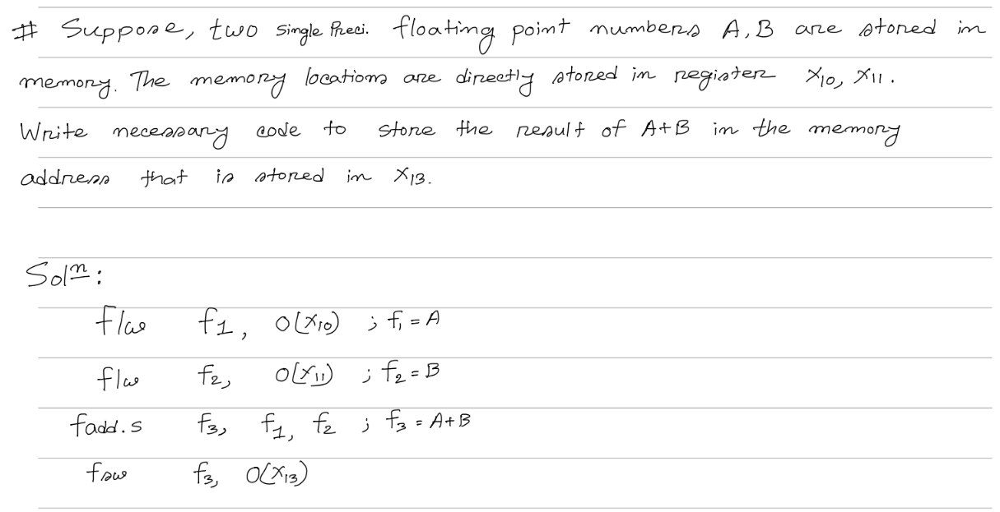 # Suppose, two single Preci. floating point numbers A, B are stored in
memory. The memory locations are directly stored in register X10, X11.
Write necessary code to store the result of A+B in the memory
address that is stored in X13.
Solⁿ:
flw f1, 0(X10) ; f1 = A
flw f2, 0(X11) ; f2 = B
fadd.s f3, f1, f2 ; f3 = A+B
fsw f3, 0(X13)